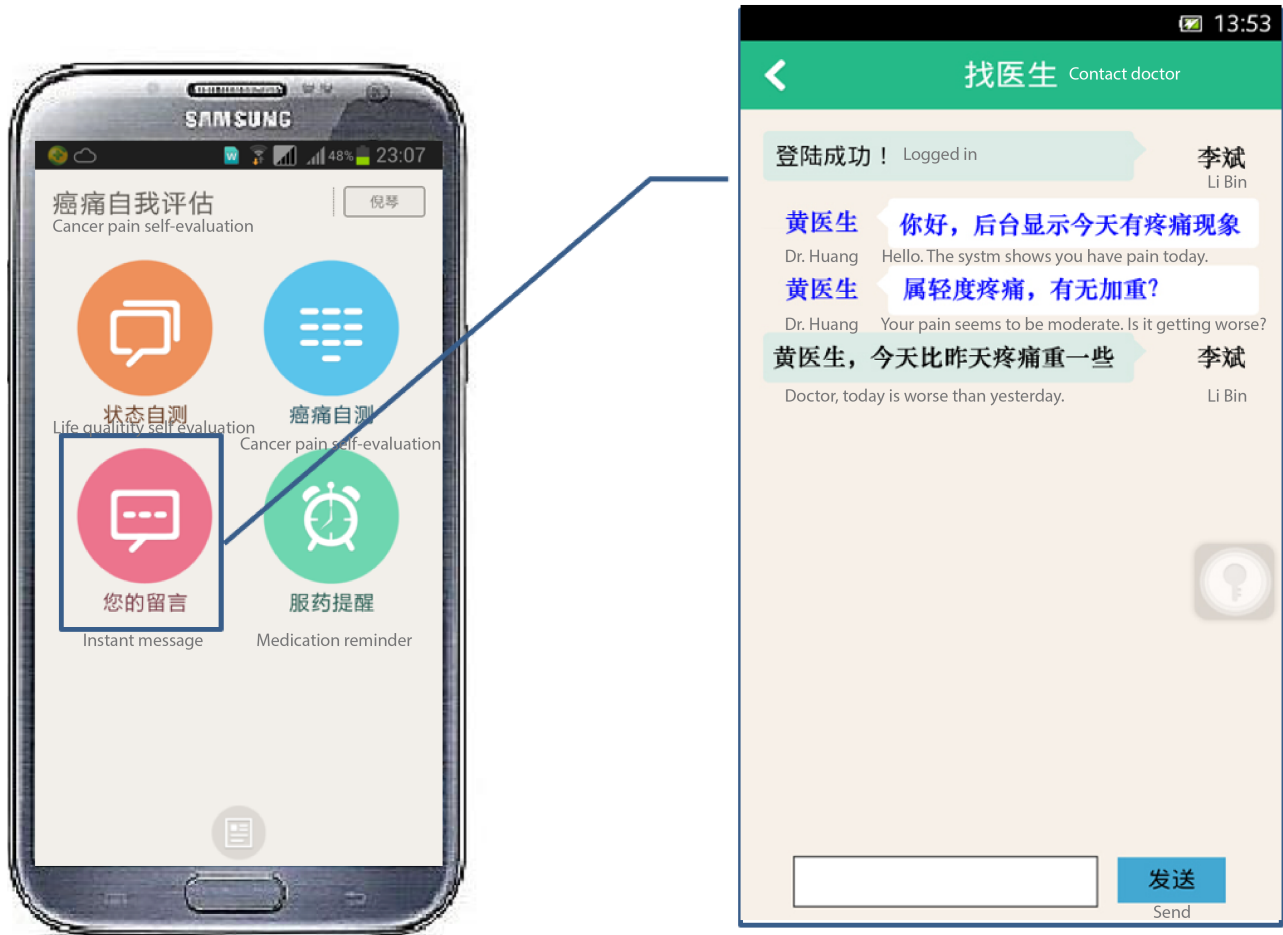 SAMSUNG
48% 23:07
癌痛自我评估
倪琴
Cancer pain self-evaluation
状态自测
癌痛自测
Life qualitity self evaluation
Cancer pain self-evaluation
您的留言
服药提醒
Instant message
Medication reminder
13:53
找医生 Contact doctor
登陆成功！ Logged in
李斌
Li Bin
黄医生 你好，后台显示今天有疼痛现象
Dr. Huang Hello. The systm shows you have pain today.
黄医生 属轻度疼痛，有无加重？
Dr. Huang Your pain seems to be moderate. Is it getting worse?
黄医生，今天比昨天疼痛重一些 李斌
Doctor, today is worse than yesterday. Li Bin
发送
Send